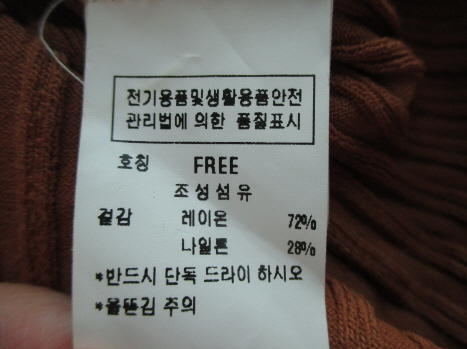 전기용품및생활용품안전
관리법에 의한 품질표시
호칭 FREE
조성섬유
겉감 레이온 72%
나일론 28%
*반드시 단독 드라이 하시오
*올뜯김 주의